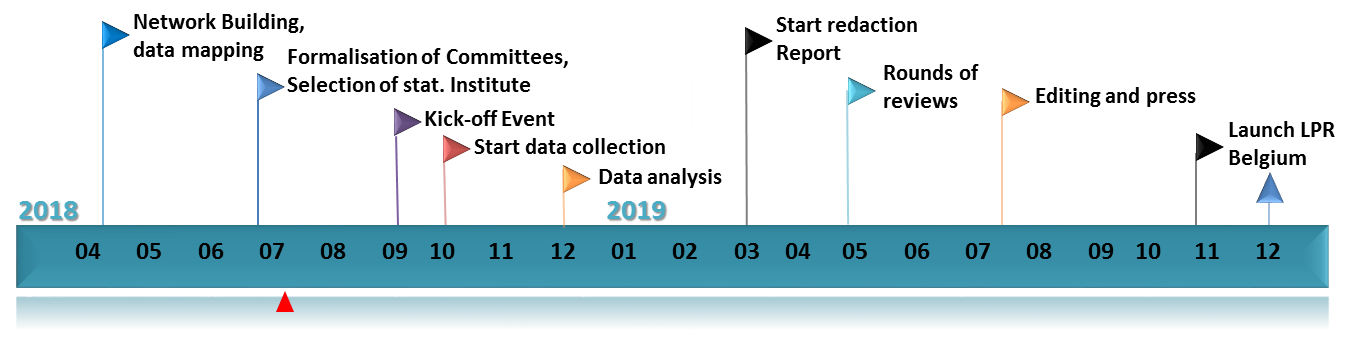 Network Building,
data mapping
Formalisation of Committees,
Selection of stat. Institute
Kick-off Event
Start data collection
Data analysis
Start redaction
Report
Rounds of
reviews
Editing and press
Launch LPR
Belgium
2018
2019
04 05 06 07 08 09 10 11 12 01 02 03 04 05 06 07 08 09 10 11 12